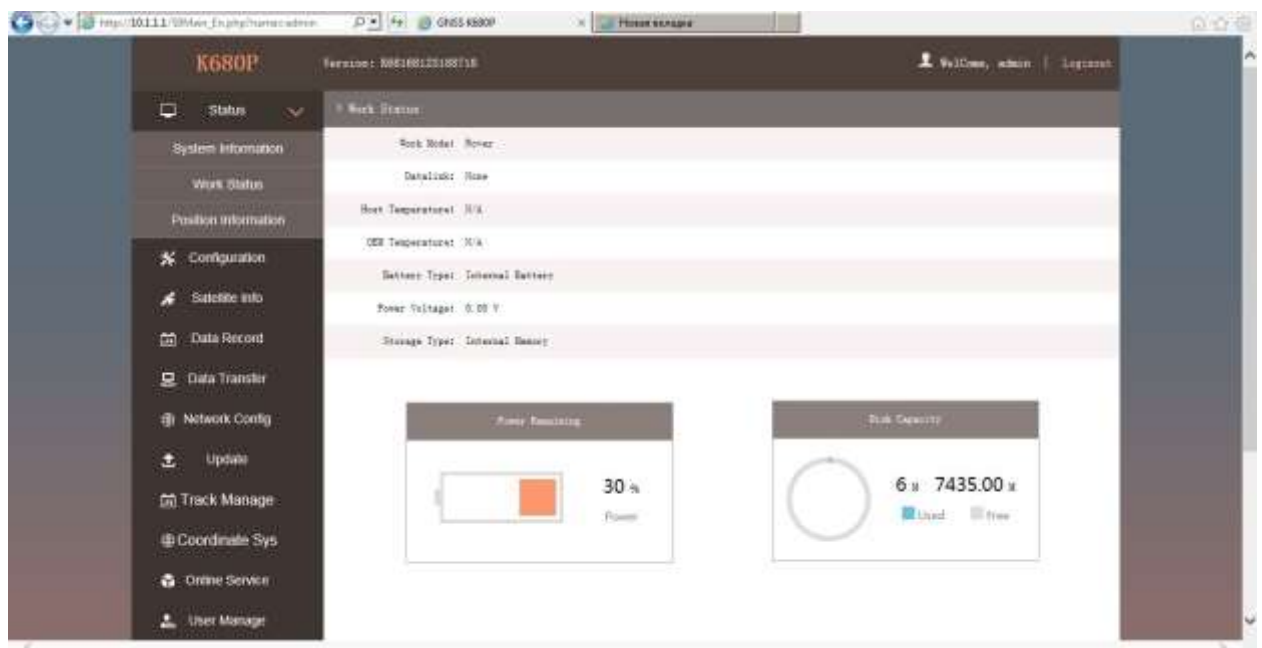 GNSS K680P
Новая вкладка
K680P
Version:
WelCome, admin | Loginout
Status
Work Status
System Information
Work Mode: Rover
Work Status
Datalink: None
Position Information
Host Temperature: N/A
OEM Temperature: N/A
Configuration
Battery Type: Internal Battery
Satellite Info
Power Voltage: 0.00 V
Data Record
Storage Type: Internal Memory
Data Transfer
Network Config
Power Remaining
Disk Capacity
Update
30 %
6 M 7435.00 M
Track Manage
Power
Used Free
Coordinate Sys
Online Service
User Manage